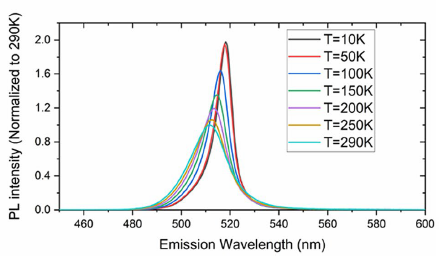 PL intensity (Normalized to 290K)
2.0
1.6
1.2
0.8
0.4
0.0
T=10K
T=50K
T=100K
T=150K
T=200K
T=250K
T=290K
460 480 500 520 540 560 580 600
Emission Wavelength (nm)